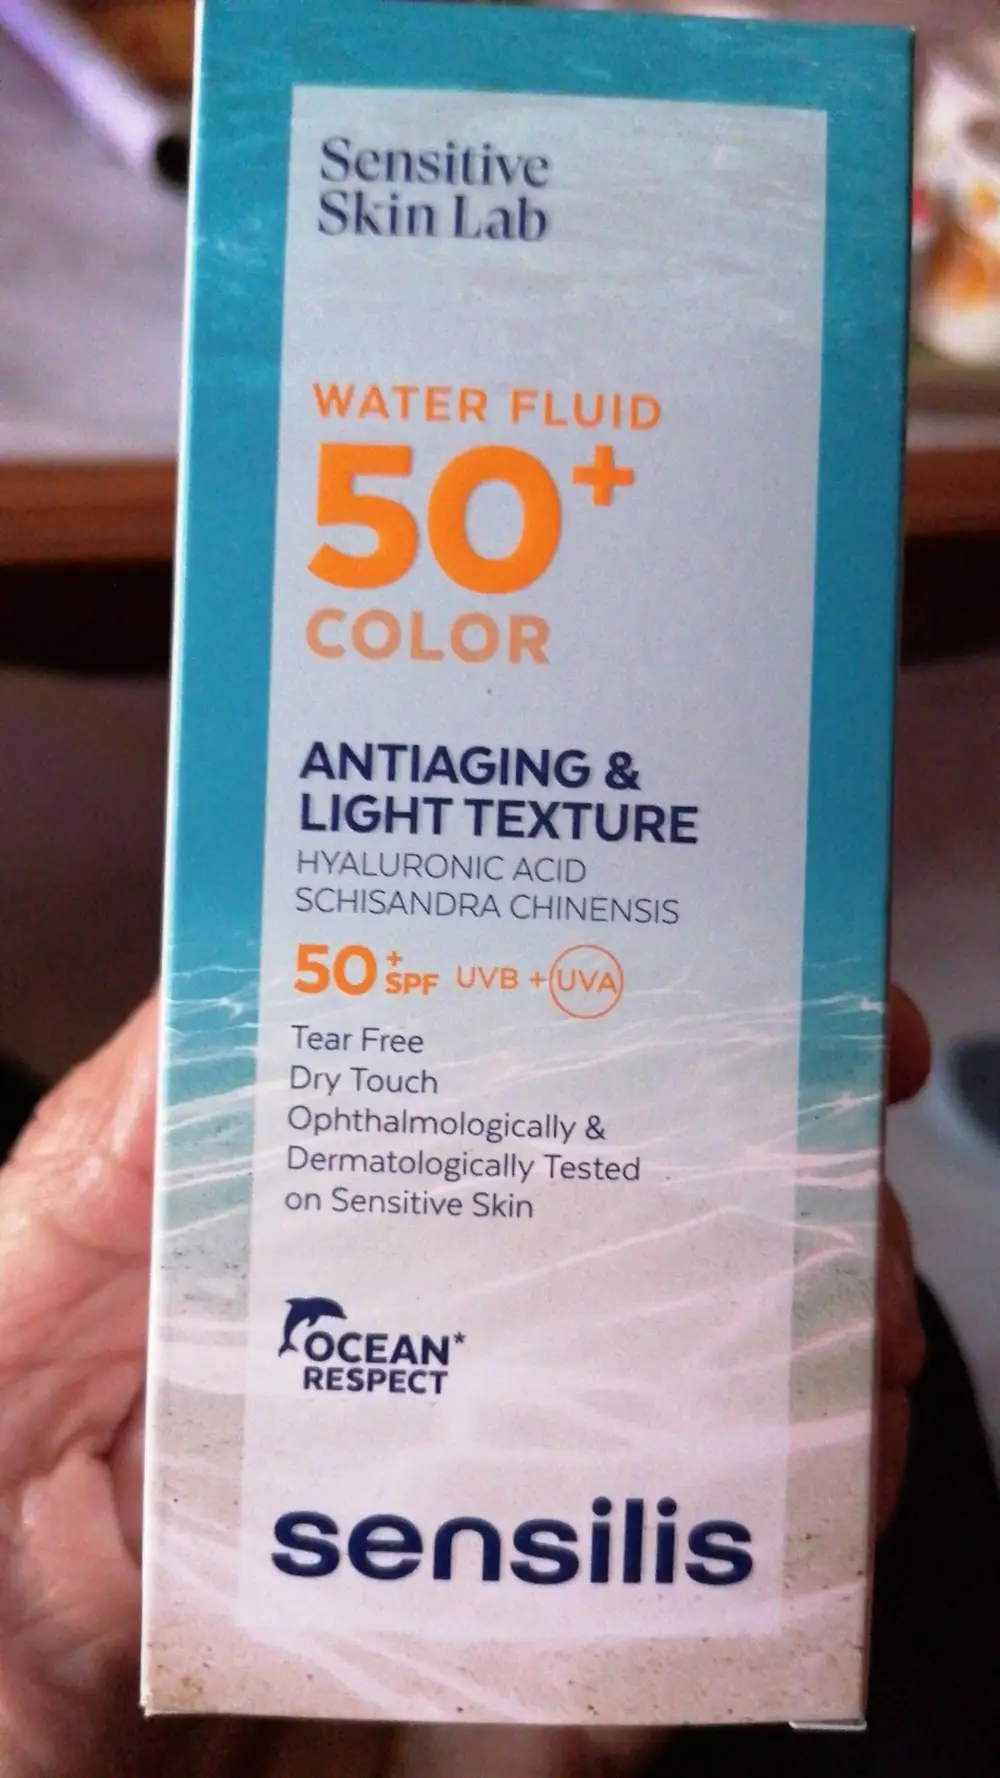 Sensitive
Skin Lab
WATER FLUID
50+
COLOR
ANTIAGING &
LIGHT TEXTURE
HYALURONIC ACID
SCHISANDRA CHINENSIS
50+ SPF UVB + UVA
Tear Free
Dry Touch
Ophthalmologically &
Dermatologically Tested
on Sensitive Skin
OCEAN*
RESPECT
sensilis